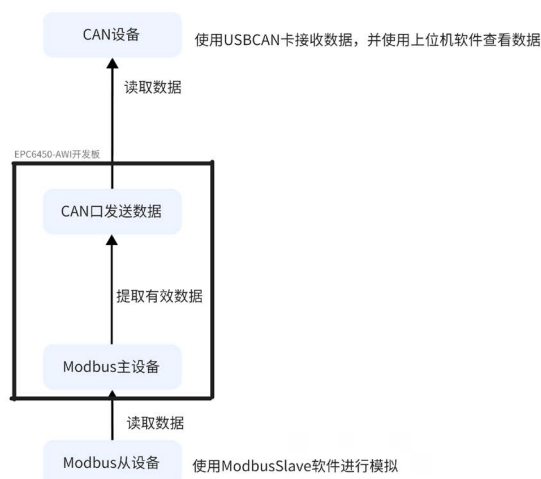 CAN设备
使用USBCAN卡接收数据，并使用上位机软件查看数据
读取数据
EPC6450-AWI开发板
CAN口发送数据
提取有效数据
Modbus主设备
读取数据
Modbus从设备
使用ModbusSlave软件进行模拟